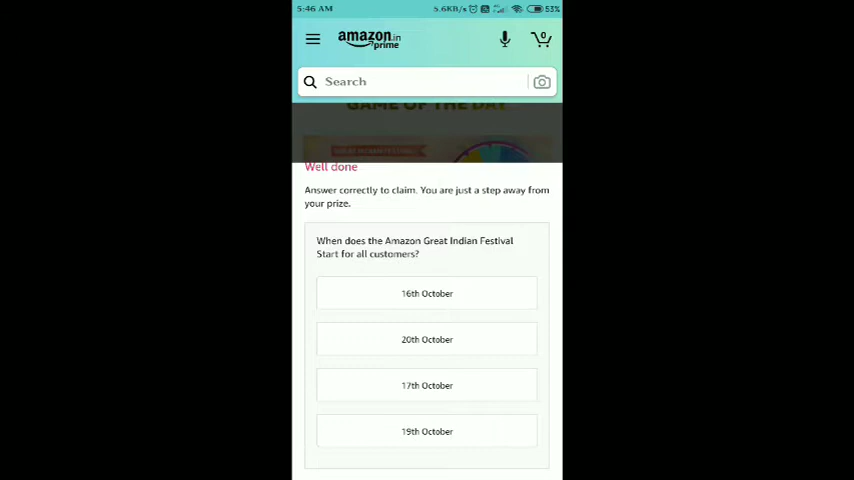 5:46 AM 5.6KB/s 53%
amazon.in
prime
0
Search
GAME OF THE DAY
Well done
Answer correctly to claim. You are just a step away from
your prize.
When does the Amazon Great Indian Festival
Start for all customers?
16th October
20th October
17th October
19th October